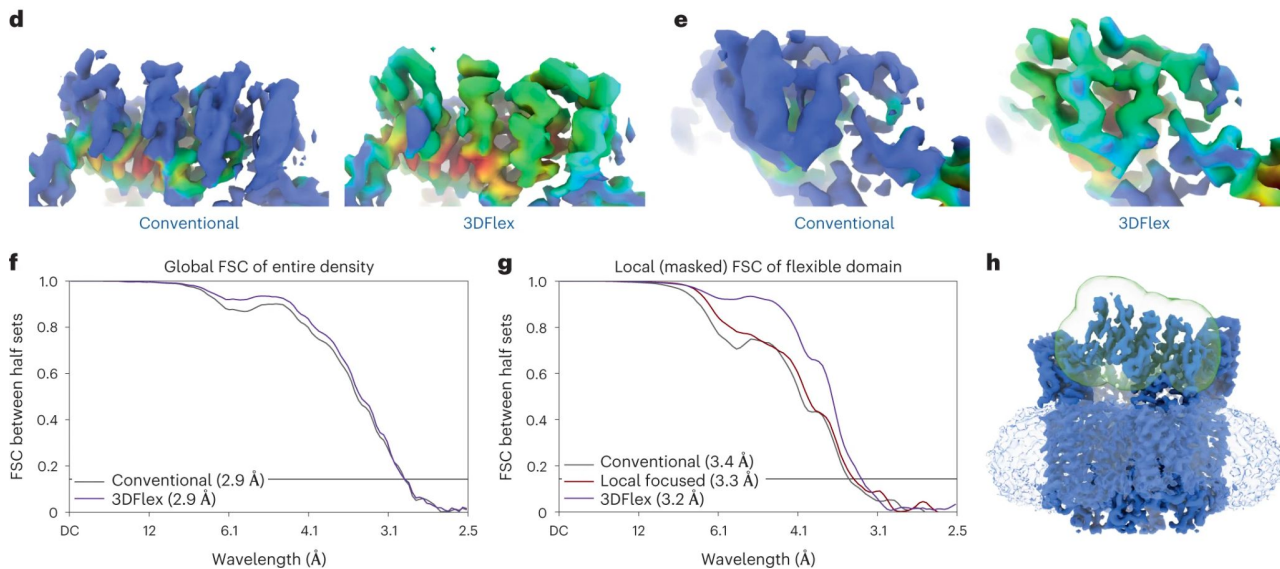 d
e
Conventional
3DFlex
Conventional
3DFlex
f
Global FSC of entire density
FSC between half sets
1.0
0.8
0.6
0.4
0.2
0
Conventional (2.9 Å)
3DFlex (2.9 Å)
DC
12
6.1
4.1
3.1
2.5
Wavelength (Å)
g
Local (masked) FSC of flexible domain
FSC between half sets
1.0
0.8
0.6
0.4
0.2
0
Conventional (3.4 Å)
Local focused (3.3 Å)
3DFlex (3.2 Å)
DC
12
6.1
4.1
3.1
2.5
Wavelength (Å)
h